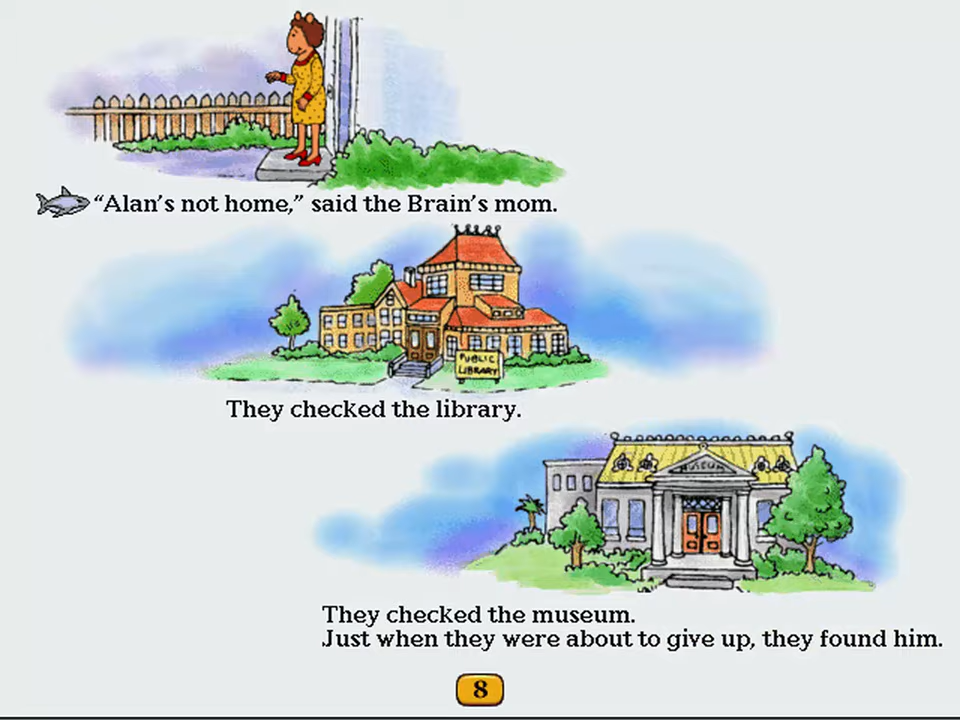 “Alan’s not home,” said the Brain’s mom.
PUBLIC
LIBRARY
They checked the library.
MUSEUM
They checked the museum.
Just when they were about to give up, they found him.
8